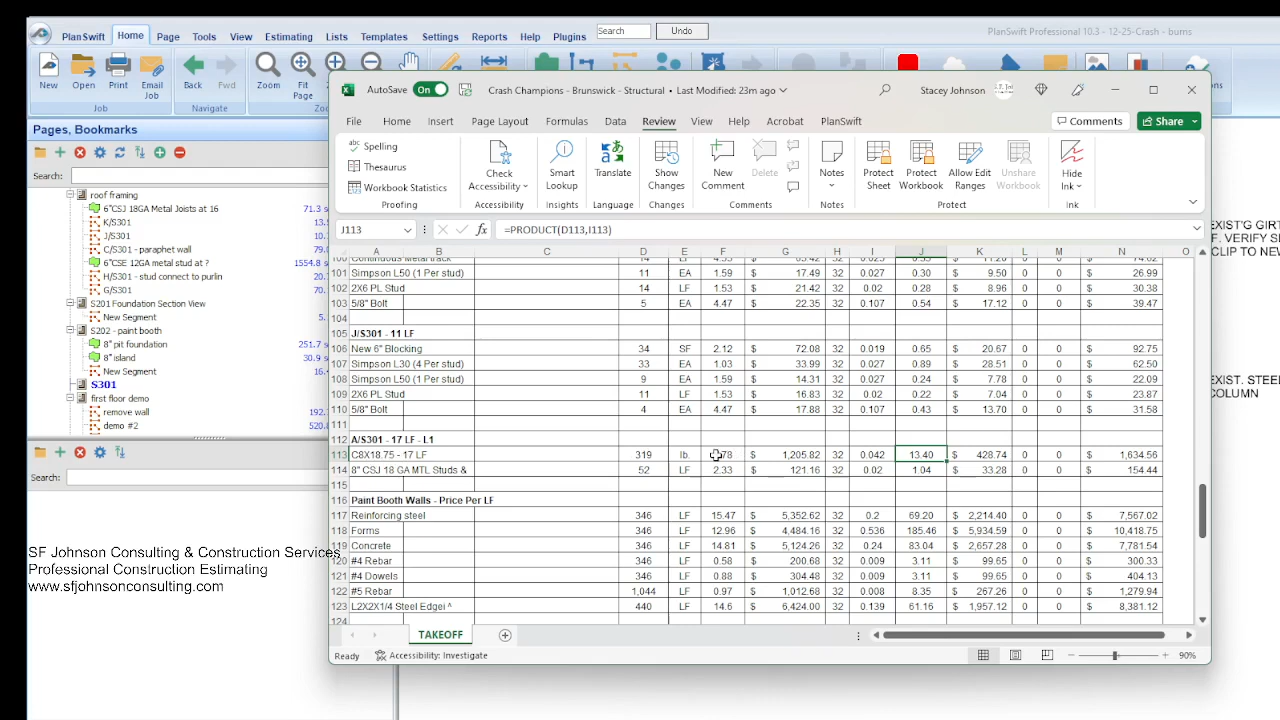 PlanSwift Home Page Tools View Estimating Lists Templates Settings Reports Help Plugins Search Undo
PlanSwift Professional 10.3 - 12-25-Crash - burns
New Open Print Email Job Back Fwd Zoom Fit Page
Job Navigate
Pages, Bookmarks
Search:
roof framing
6"CSJ 18GA Metal Joists at 16 71.3 s
K/S301
J/S301
C/S301 - paraphet wall
6"CSE 12GA Metal stud at ? 1554.8 s
H/S301 - stud connect to purlin
G/S301
S201 Foundation Section View
New Segment
S202 - paint booth
8" pit foundation 251.7
8" island 30.9 s
New Segment
S301
first floor demo
remove wall 192.
demo #2 520.
Search:
SF Johnson Consulting & Construction Services
Professional Construction Estimating
www.sfjohnsonconsulting.com
AutoSave On
Crash Champions - Brunswick - Structural • Last Modified: 23m ago
Stacey Johnson
File Home Insert Page Layout Formulas Data Review View Help Acrobat PlanSwift
Comments Share
Spelling
Thesaurus
Workbook Statistics
Check Accessibility
Smart Lookup
Translate
Show Changes
New Comment
Delete
Notes
Protect Sheet
Protect Workbook
Allow Edit Ranges
Unshare Workbook
Hide Ink
Proofing Accessibility Insights Language Changes Comments Notes Protect Ink
J113 fx =PRODUCT(D113,I113)
A B C D E F G H I J K L M N
101 Simpson L50 (1 Per stud) 11 EA 1.59 $ 17.49 32 0.027 0.30 $ 9.50 0 0 $ 26.99
102 2X6 PL Stud 14 LF 1.53 $ 21.42 32 0.02 0.28 $ 8.96 0 0 $ 30.38
103 5/8" Bolt 5 EA 4.47 $ 22.35 32 0.107 0.54 $ 17.12 0 0 $ 39.47
104
105 J/S301 - 11 LF
106 New 6" Blocking 34 SF 2.12 $ 72.08 32 0.019 0.65 $ 20.67 0 0 $ 92.75
107 Simpson L30 (4 Per stud) 33 EA 1.03 $ 33.99 32 0.027 0.89 $ 28.51 0 0 $ 62.50
108 Simpson L50 (1 Per stud) 9 EA 1.59 $ 14.31 32 0.027 0.24 $ 7.78 0 0 $ 22.09
109 2X6 PL Stud 11 LF 1.53 $ 16.83 32 0.02 0.22 $ 7.04 0 0 $ 23.87
110 5/8" Bolt 4 EA 4.47 $ 17.88 32 0.107 0.43 $ 13.70 0 0 $ 31.58
111
112 A/S301 - 17 LF - L1
113 C8X18.75 - 17 LF 319 lb. $ 1,205.82 32 0.042 13.40 $ 428.74 0 0 $ 1,634.56
114 8" CSJ 18 GA MTL Studs & 52 LF 2.33 $ 121.16 32 0.02 1.04 $ 33.28 0 0 $ 154.44
115
116 Paint Booth Walls - Price Per LF
117 Reinforcing steel 346 LF 15.47 $ 5,352.62 32 0.2 69.20 $ 2,214.40 0 0 $ 7,567.02
118 Forms 346 LF 12.96 $ 4,484.16 32 0.536 185.46 $ 5,934.59 0 0 $ 10,418.75
119 Concrete 346 LF 14.81 $ 5,124.26 32 0.24 83.04 $ 2,657.28 0 0 $ 7,781.54
120 #4 Rebar 346 LF 0.58 $ 200.68 32 0.009 3.11 $ 99.65 0 0 $ 300.33
121 #4 Dowels 346 LF 0.88 $ 304.48 32 0.009 3.11 $ 99.65 0 0 $ 404.13
122 #5 Rebar 1,044 LF 0.97 $ 1,012.68 32 0.008 8.35 $ 267.26 0 0 $ 1,279.94
123 L2X2X1/4 Steel Edgei ^ 440 LF 14.6 $ 6,424.00 32 0.139 61.16 $ 1,957.12 0 0 $ 8,381.12
124
TAKEOFF
Ready Accessibility: Investigate 90%
EXIST'G GIRT
F. VERIFY S
CLIP TO NEW
EXIST. STEE
COLUMN